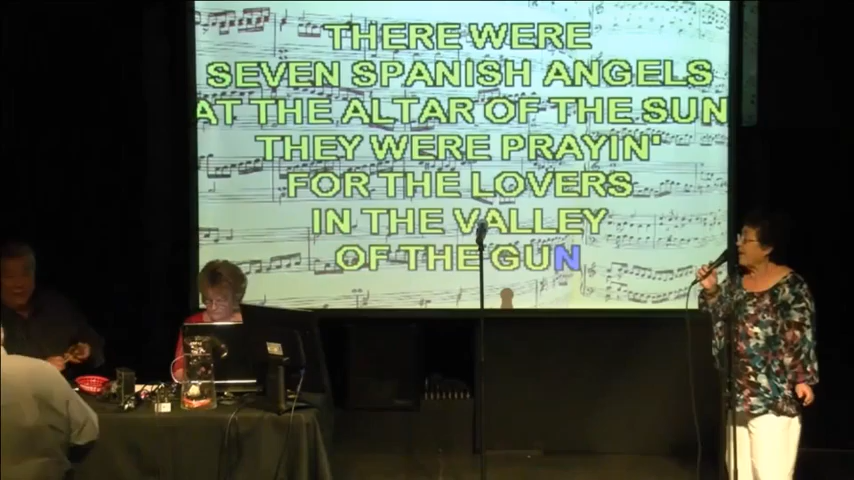 THERE WERE
SEVEN SPANISH ANGELS
AT THE ALTAR OF THE SUN
THEY WERE PRAYIN'
FOR THE LOVERS
IN THE VALLEY
OF THE GUN